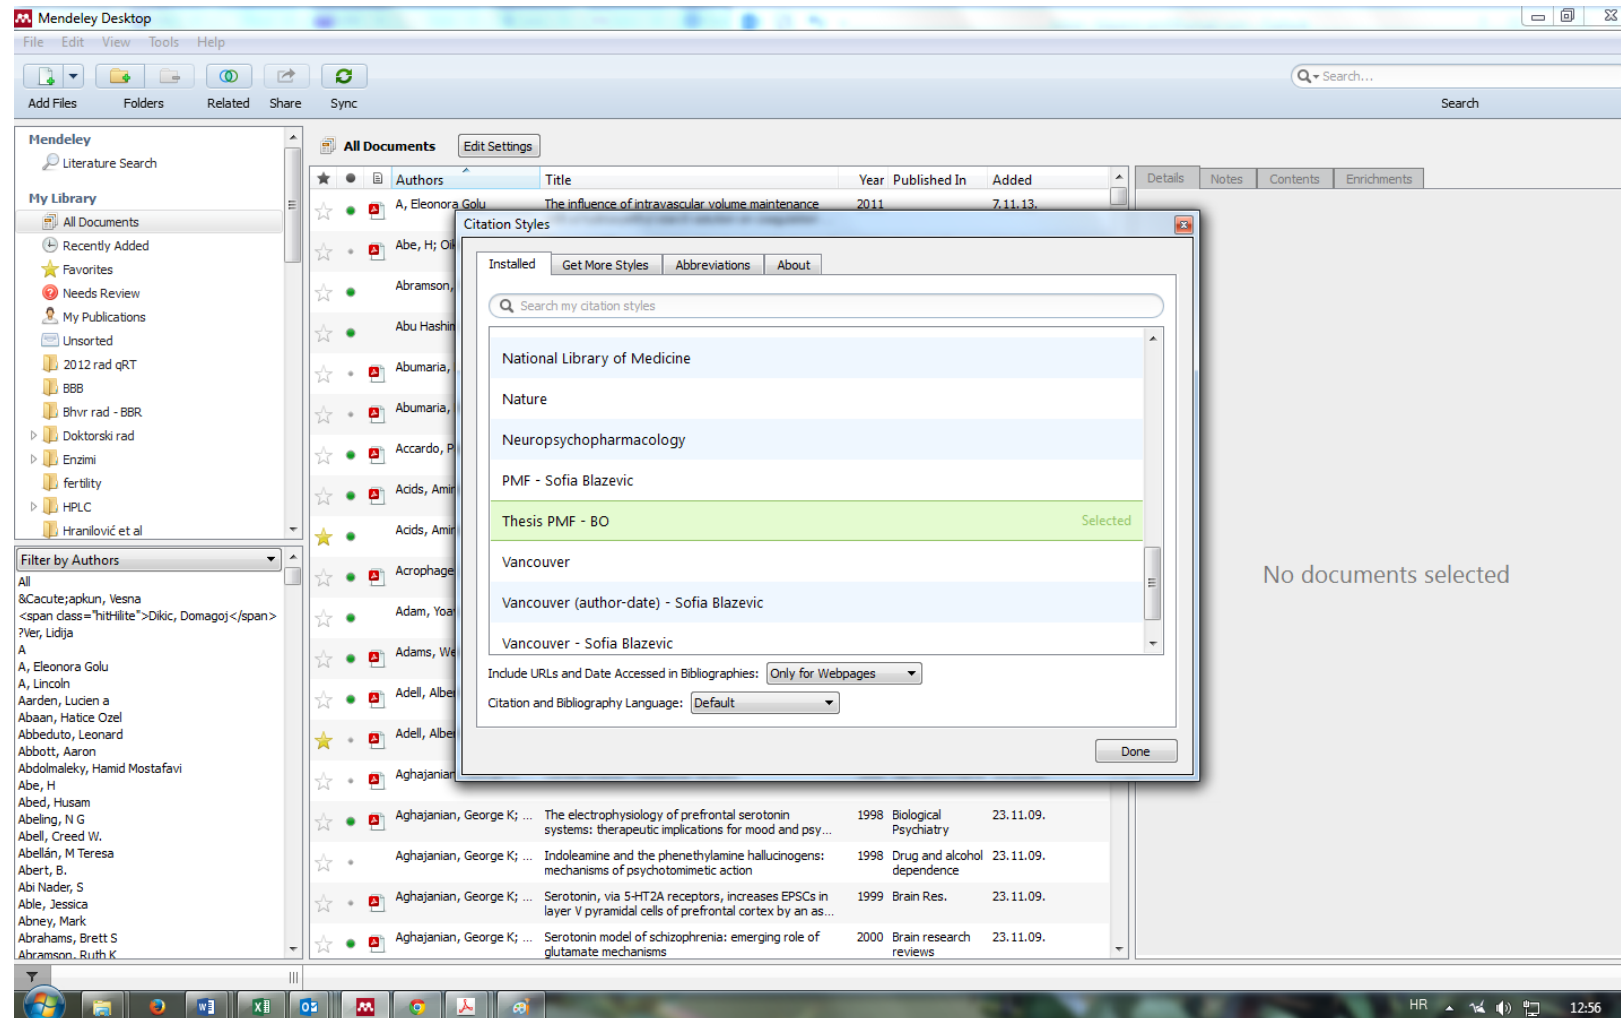 Mendeley Desktop
File Edit View Tools Help
Add Files Folders Related Share Sync
Search...
Search
Mendeley
Literature Search
My Library
All Documents
Recently Added
Favorites
Needs Review
My Publications
Unsorted
2012 rad qRT
BBB
Bhvr rad - BBR
Doktorski rad
Enzimi
fertility
HPLC
Hranilović et al
Filter by Authors
All
&Cacute;apkun, Vesna
<span class="hitHilite">Dikic, Domagoj</span>
?Ver, Lidija
A
A, Eleonora Golu
A, Lincoln
Aarden, Lucien a
Abaan, Hatice Ozel
Abbeduto, Leonard
Abbott, Aaron
Abdolmaleky, Hamid Mostafavi
Abe, H
Abed, Husam
Abeling, N G
Abell, Creed W.
Abellán, M Teresa
Abert, B.
Abi Nader, S
Able, Jessica
Abney, Mark
Abrahams, Brett S
Abramson, Ruth K
All Documents Edit Settings
Authors Title Year Published In Added
A, Eleonora Golu The influence of intravascular volume maintenance 2011 7.11.13.
Abe, H; Oik
Abramson,
Abu Hashim
Abumaria,
Abumaria,
Accardo, P
Acids, Amin
Acids, Amin
Acrophage
Adam, Yoav
Adams, We
Adell, Alber
Adell, Alber
Aghajanian
Aghajanian, George K; ... The electrophysiology of prefrontal serotonin 1998 Biological 23.11.09.
systems: therapeutic implications for mood and psy... Psychiatry
Aghajanian, George K; ... Indoleamine and the phenethylamine hallucinogens: 1998 Drug and alcohol 23.11.09.
mechanisms of psychotomimetic action dependence
Aghajanian, George K; ... Serotonin, via 5-HT2A receptors, increases EPSCs in 1999 Brain Res. 23.11.09.
layer V pyramidal cells of prefrontal cortex by an as...
Aghajanian, George K; ... Serotonin model of schizophrenia: emerging role of 2000 Brain research 23.11.09.
glutamate mechanisms reviews
Citation Styles
Installed Get More Styles Abbreviations About
Search my citation styles
National Library of Medicine
Nature
Neuropsychopharmacology
PMF - Sofia Blazevic
Thesis PMF - BO Selected
Vancouver
Vancouver (author-date) - Sofia Blazevic
Vancouver - Sofia Blazevic
Include URLs and Date Accessed in Bibliographies: Only for Webpages
Citation and Bibliography Language: Default
Done
Details Notes Contents Enrichments
No documents selected
HR 12:56